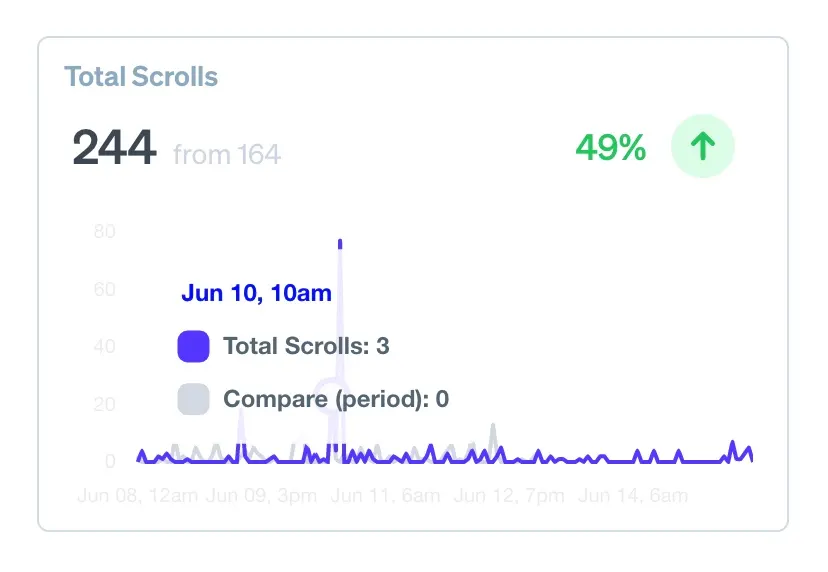 Total Scrolls
244 from 164
49%
80
Jun 10, 10am
60
Total Scrolls: 3
40
Compare (period): 0
20
0
Jun 08, 12am Jun 09, 3pm Jun 11, 6am Jun 12, 7pm Jun 14, 6am